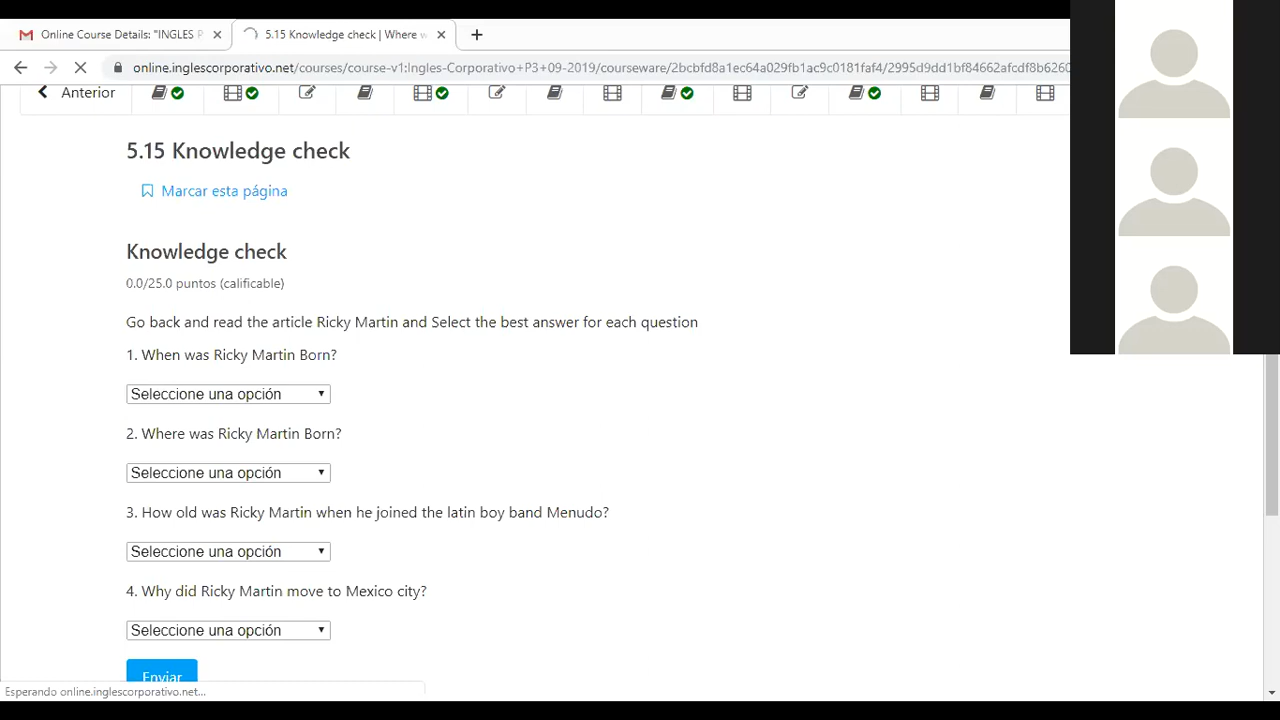 Online Course Details: "INGLES P
5.15 Knowledge check | Where w
online.inglescorporativo.net/courses/course-v1:Ingles-Corporativo+P3+09-2019/courseware/2bcbfd8a1ec64a029fb1ac9c0181faf4/2995d9dd1bf84662afcdf8b6260
Anterior
5.15 Knowledge check
Marcar esta página
Knowledge check
0.0/25.0 puntos (calificable)
Go back and read the article Ricky Martin and Select the best answer for each question
1. When was Ricky Martin Born?
Seleccione una opción
2. Where was Ricky Martin Born?
Seleccione una opción
3. How old was Ricky Martin when he joined the latin boy band Menudo?
Seleccione una opción
4. Why did Ricky Martin move to Mexico city?
Seleccione una opción
Enviar
Esperando online.inglescorporativo.net...